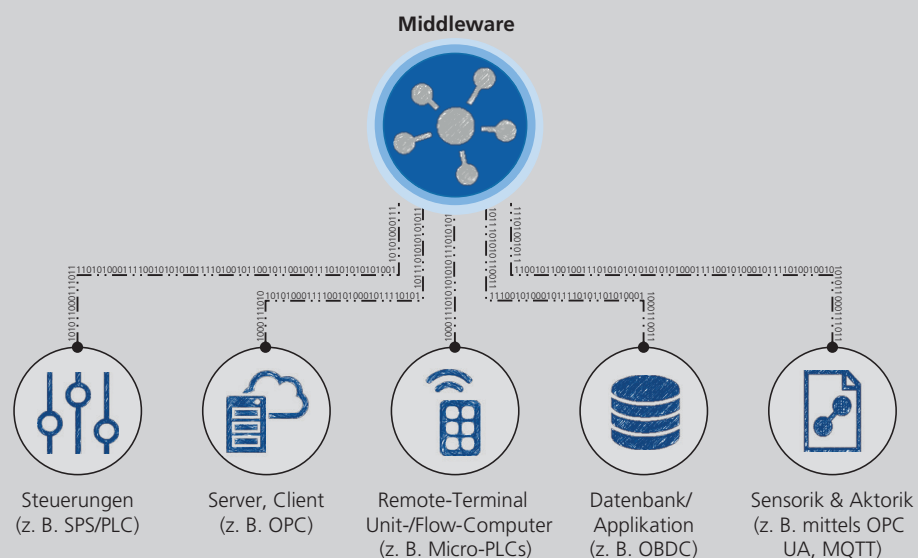 Middleware
Steuerungen
(z. B. SPS/PLC)
Server, Client
(z. B. OPC)
Remote-Terminal
Unit-/Flow-Computer
(z. B. Micro-PLCs)
Datenbank/
Applikation
(z. B. OBDC)
Sensorik & Aktorik
(z. B. mittels OPC
UA, MQTT)